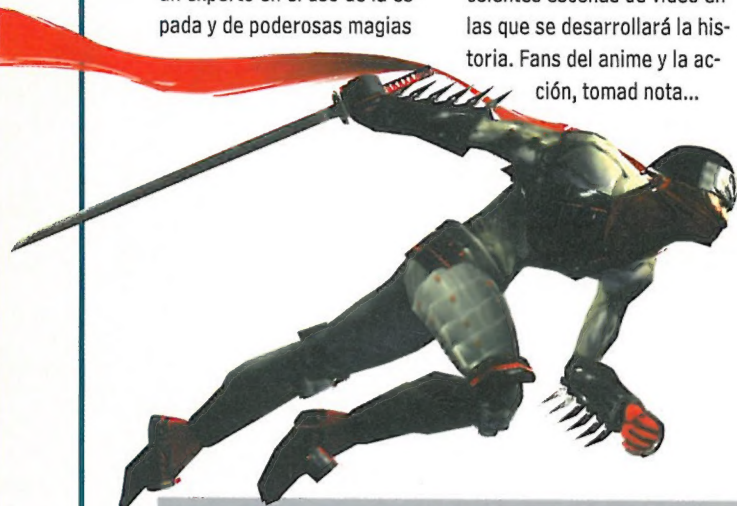 un experto en el uso de la es-
pada y de poderosas magias
celentes escenas de vídeo en
las que se desarrollará la his-
toria. Fans del anime y la ac-
ción, tomad nota...